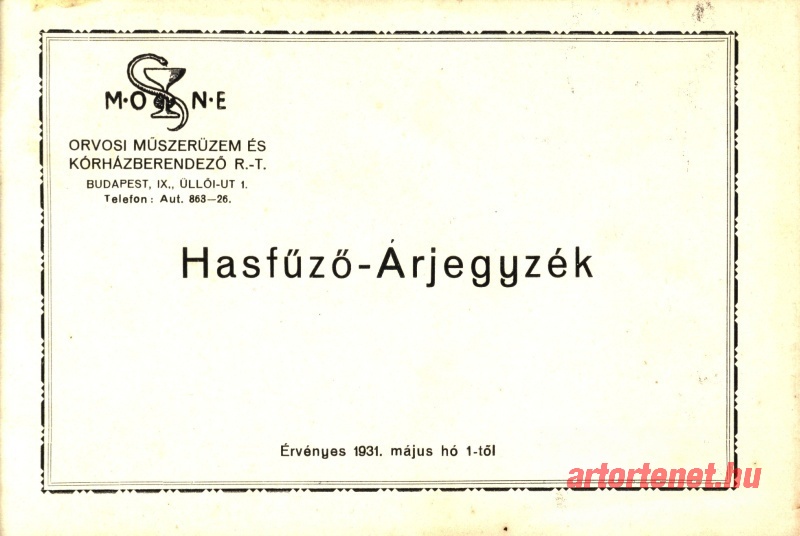 M·O N·E
ORVOSI MŰSZERÜZEM ÉS
KÓRHÁZBERENDEZŐ R.-T.
BUDAPEST, IX., ÜLLŐI-UT 1.
Telefon: Aut. 863—26.
Hasfűző-Árjegyzék
Érvényes 1931. május hó 1-től
artortenet.hu